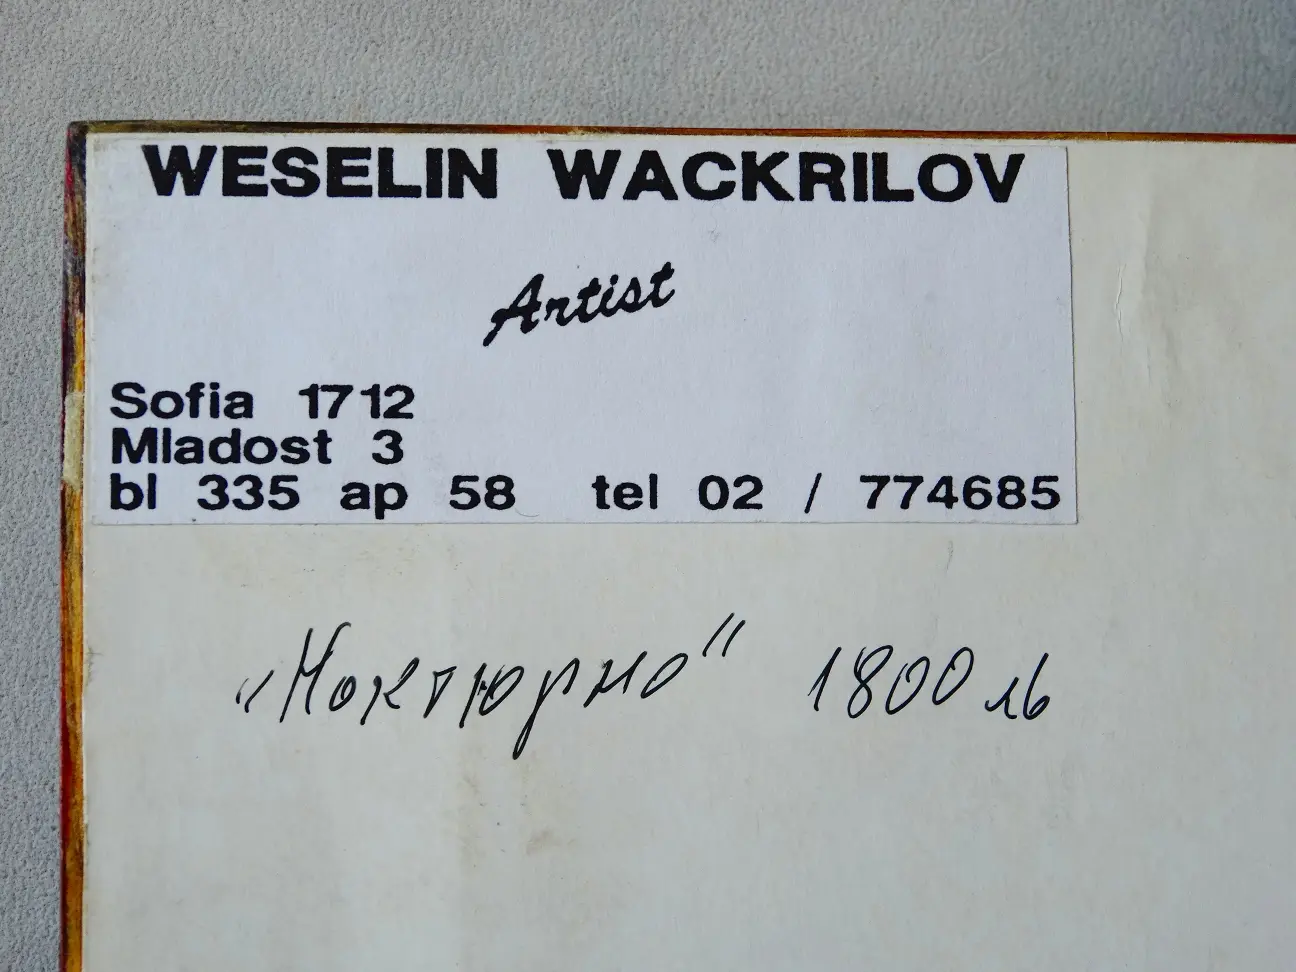 WESELIN WACKRILOV
Artist
Sofia 1712
Mladost 3
bl 335 ap 58 tel 02 / 774685
„Ноктюрно" 1800 лв